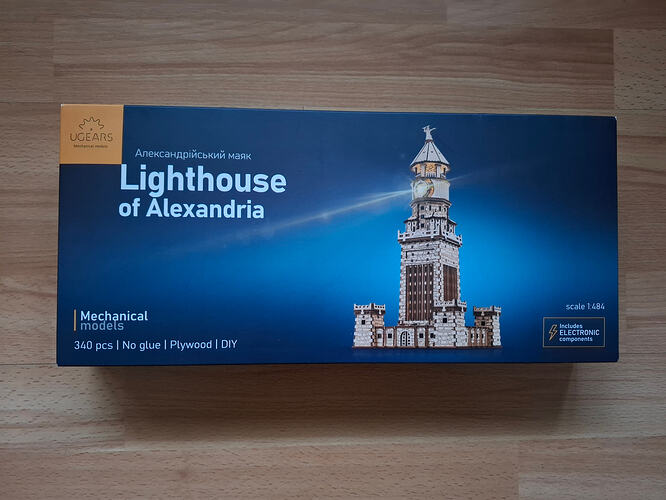 UGEARS
Mechanical models
Александрійський маяк
Lighthouse
of Alexandria
Mechanical
models
340 pcs | No glue | Plywood | DIY
scale 1:484
Includes
ELECTRONIC
components